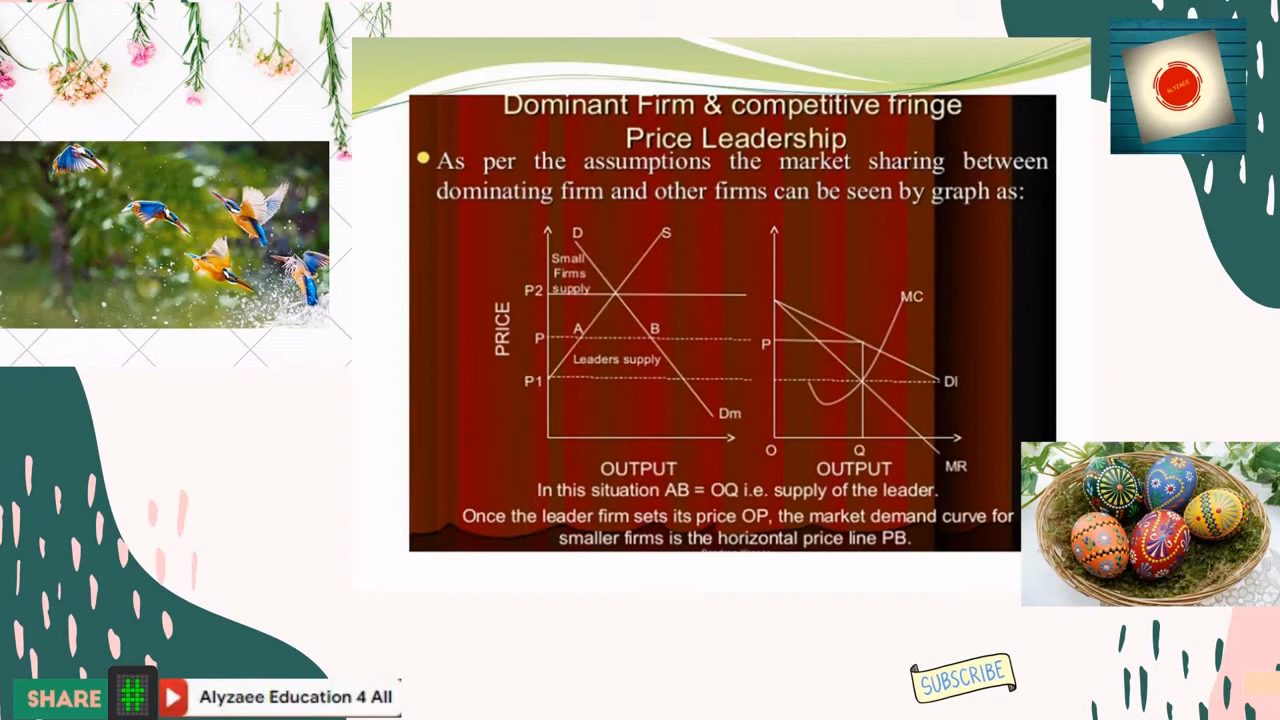 ALYZAEE
Dominant Firm & competitive fringe
Price Leadership
As per the assumptions the market sharing between
dominating firm and other firms can be seen by graph as:
D
S
Small
Firms
supply
P2
PRICE
A
B
P
Leaders supply
P1
Dm
MC
P
Dl
O
Q
MR
OUTPUT
OUTPUT
In this situation AB = OQ i.e. supply of the leader.
Once the leader firm sets its price OP, the market demand curve for
smaller firms is the horizontal price line PB.
SUBSCRIBE
SHARE
Alyzaee Education 4 All